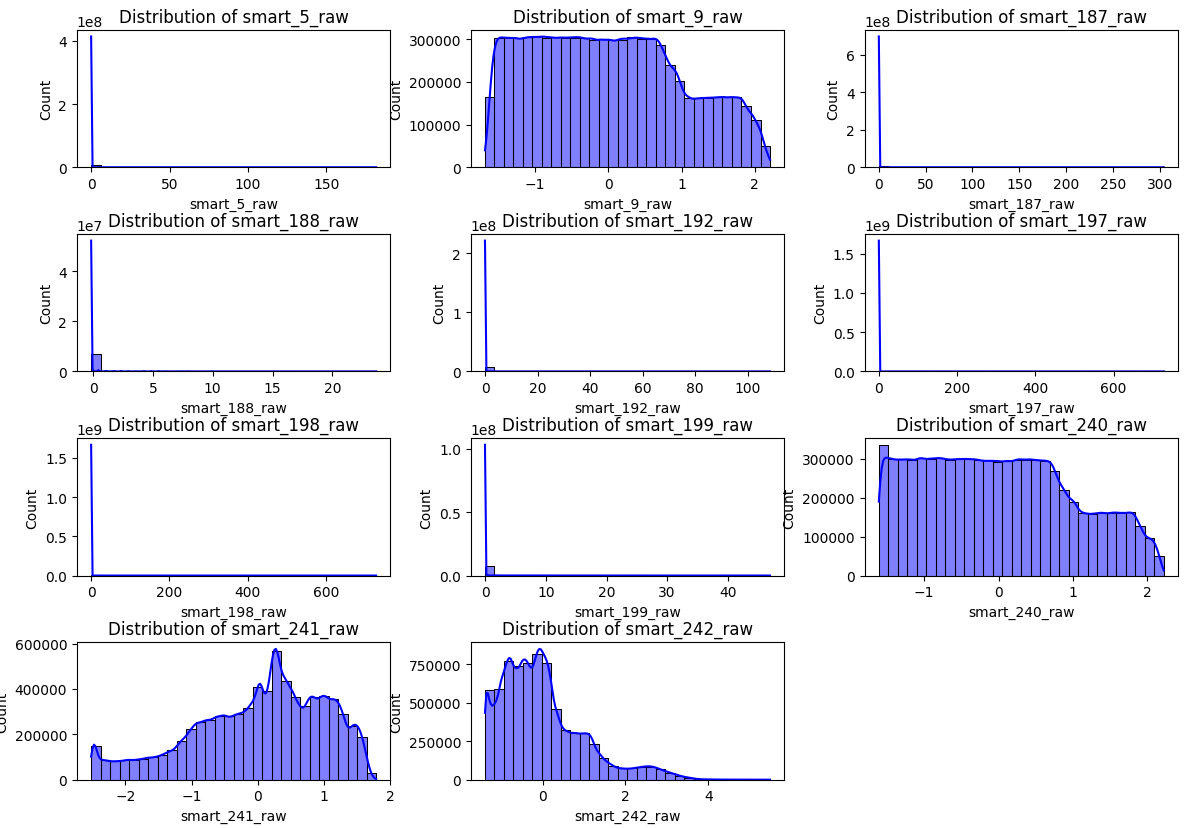 Distribution of smart_5_raw
1e8
Count
4
2
0
0 50 100 150
smart_5_raw
Distribution of smart_9_raw
Count
300000
200000
100000
0
−1 0 1 2
smart_9_raw
Distribution of smart_187_raw
1e8
Count
6
4
2
0
0 50 100 150 200 250 300
smart_187_raw
Distribution of smart_188_raw
1e7
Count
4
2
0
0 5 10 15 20
smart_188_raw
Distribution of smart_192_raw
1e8
Count
2
1
0
0 20 40 60 80 100
smart_192_raw
Distribution of smart_197_raw
1e9
Count
1.5
1.0
0.5
0.0
0 200 400 600
smart_197_raw
Distribution of smart_198_raw
1e9
Count
1.5
1.0
0.5
0.0
0 200 400 600
smart_198_raw
Distribution of smart_199_raw
1e8
Count
1.0
0.5
0.0
0 10 20 30 40
smart_199_raw
Distribution of smart_240_raw
Count
300000
200000
100000
0
−1 0 1 2
smart_240_raw
Distribution of smart_241_raw
Count
600000
400000
200000
0
−2 −1 0 1 2
smart_241_raw
Distribution of smart_242_raw
Count
750000
500000
250000
0
0 2 4
smart_242_raw